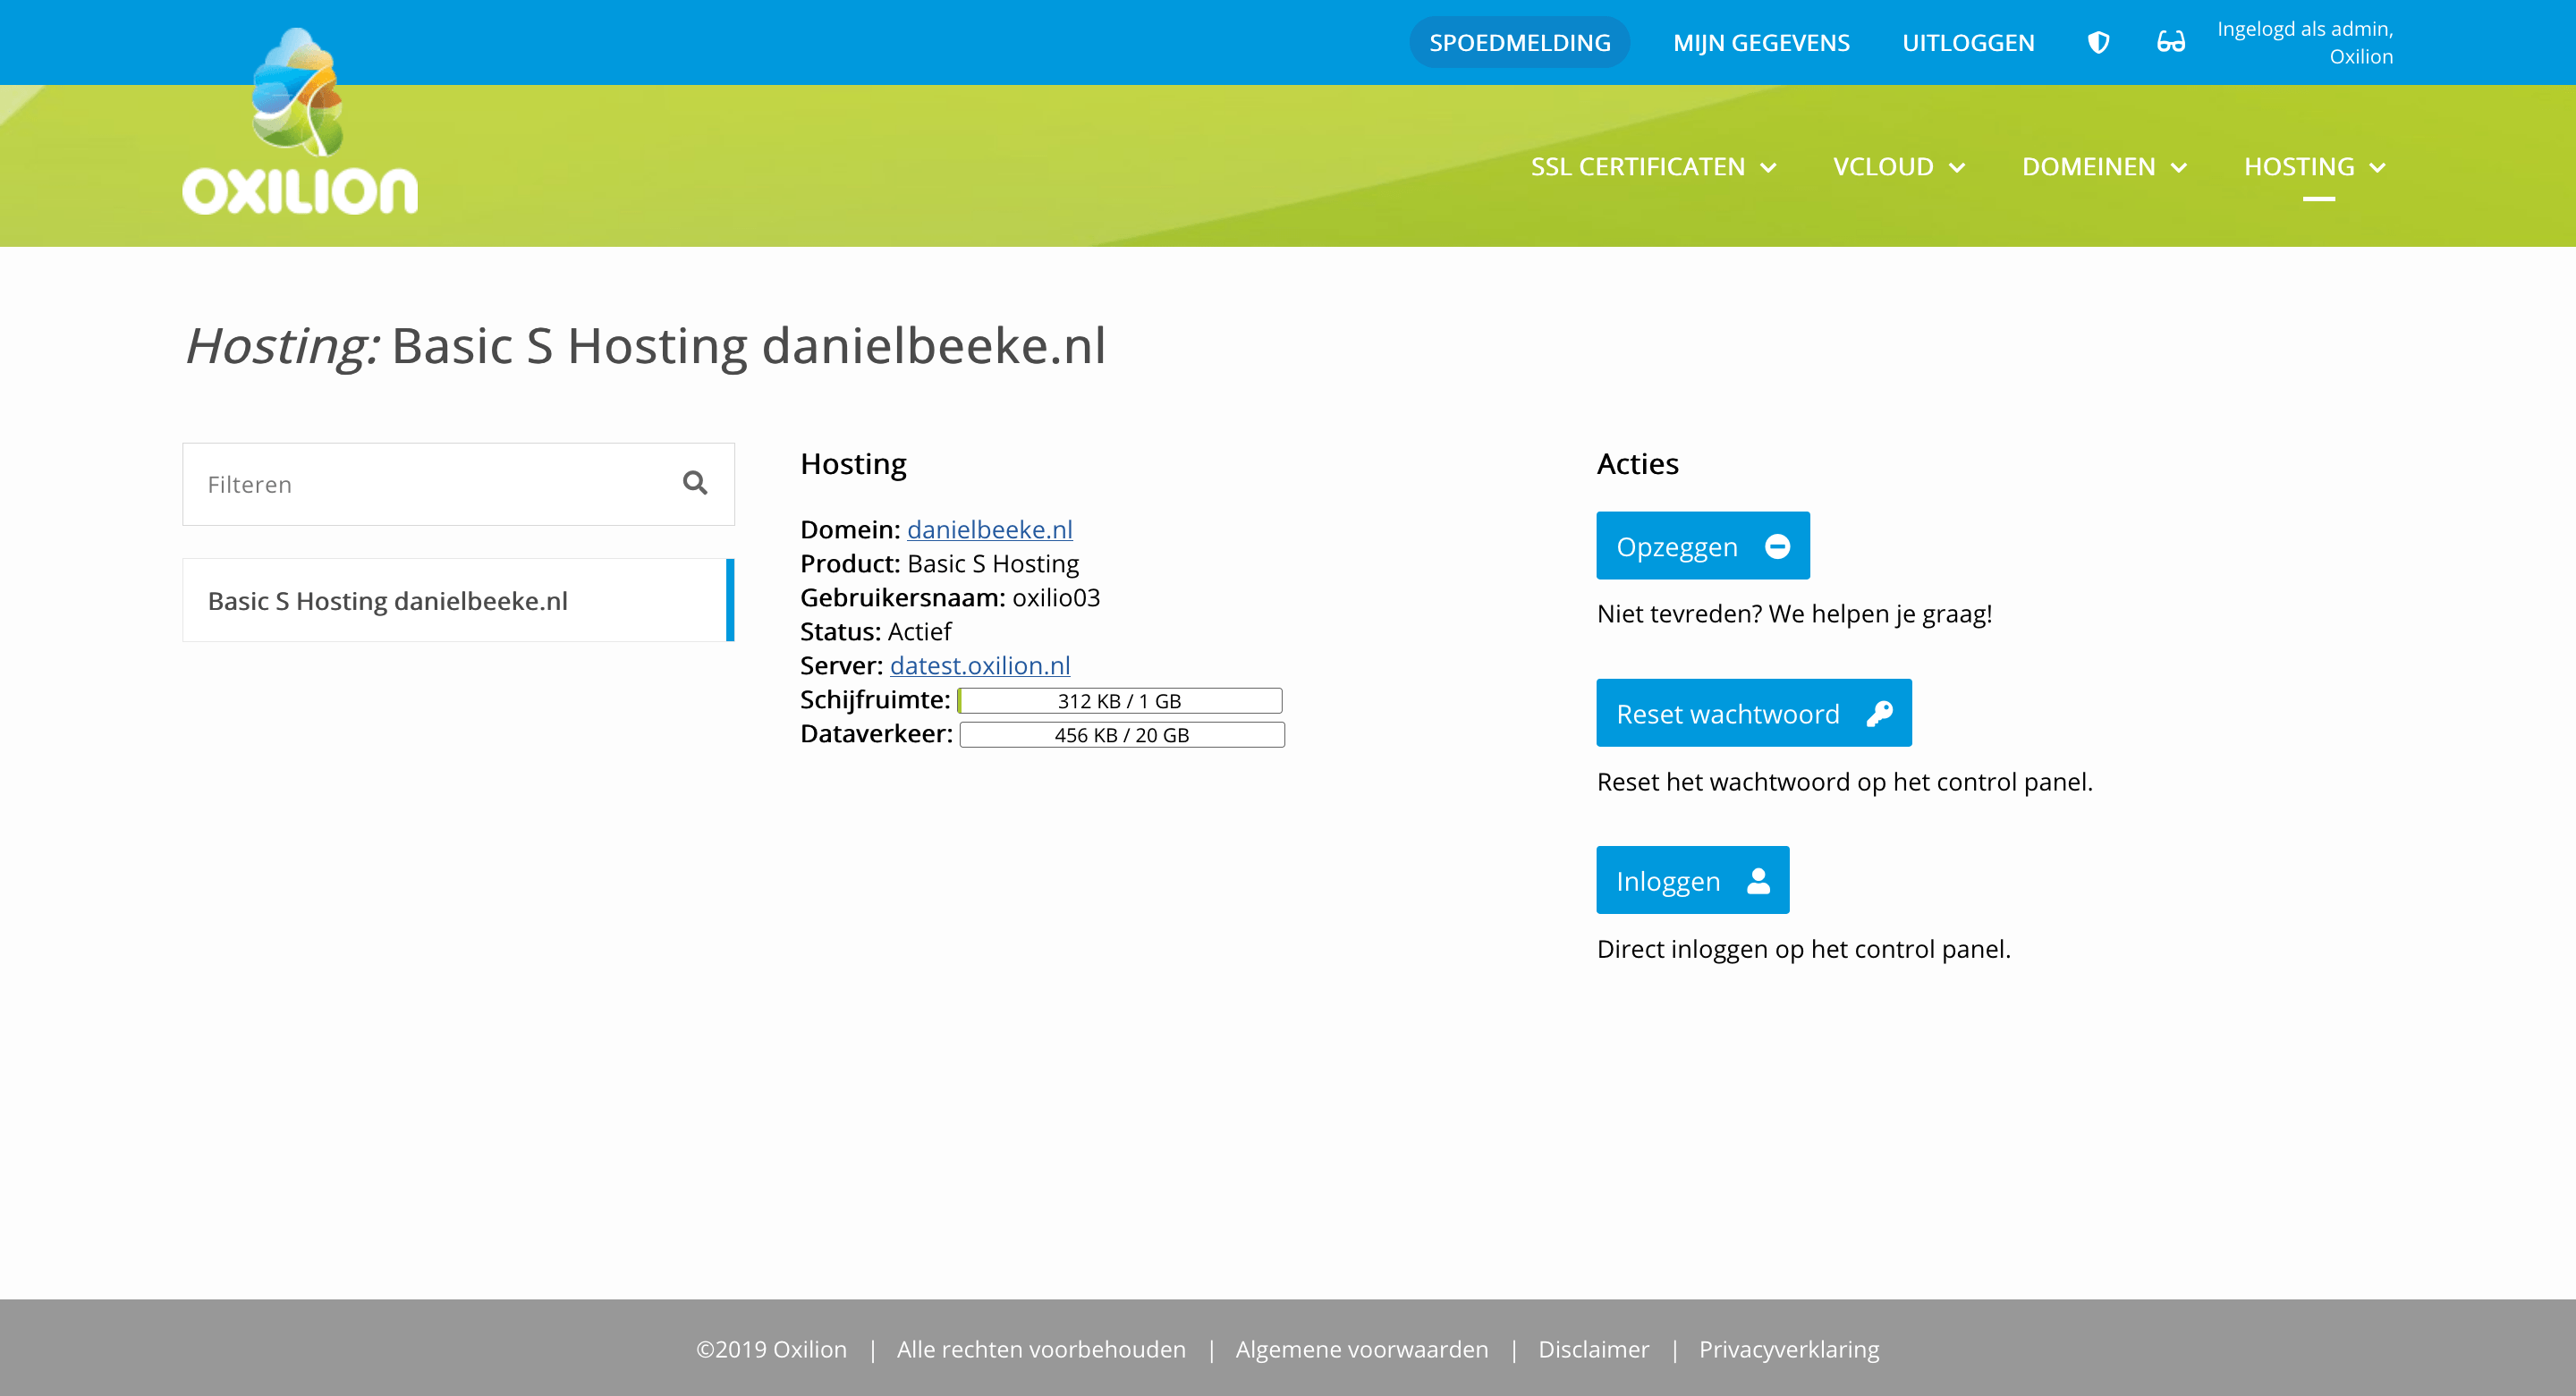 SPOEDMELDING MIJN GEGEVENS UITLOGGEN
Ingelogd als admin,
Oxilion
OXILION
SSL CERTIFICATEN VCLOUD DOMEINEN HOSTING
Hosting: Basic S Hosting danielbeeke.nl
Filteren
Basic S Hosting danielbeeke.nl
Hosting
Domein: danielbeeke.nl
Product: Basic S Hosting
Gebruikersnaam: oxilio03
Status: Actief
Server: datest.oxilion.nl
Schijfruimte: 312 KB / 1 GB
Dataverkeer: 456 KB / 20 GB
Acties
Opzeggen
Niet tevreden? We helpen je graag!
Reset wachtwoord
Reset het wachtwoord op het control panel.
Inloggen
Direct inloggen op het control panel.
©2019 Oxilion | Alle rechten voorbehouden | Algemene voorwaarden | Disclaimer | Privacyverklaring